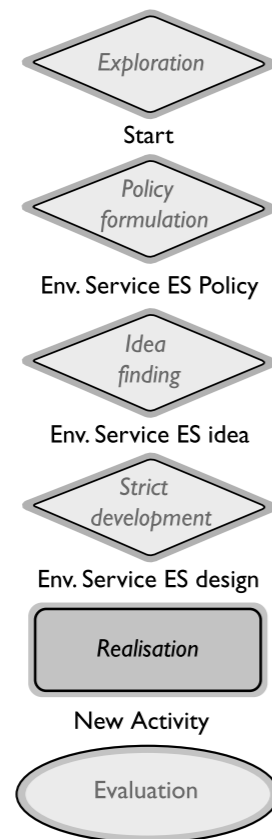 Exploration
Start
Policy
formulation
Env. Service ES Policy
Idea
finding
Env. Service ES idea
Strict
development
Env. Service ES design
Realisation
New Activity
Evaluation